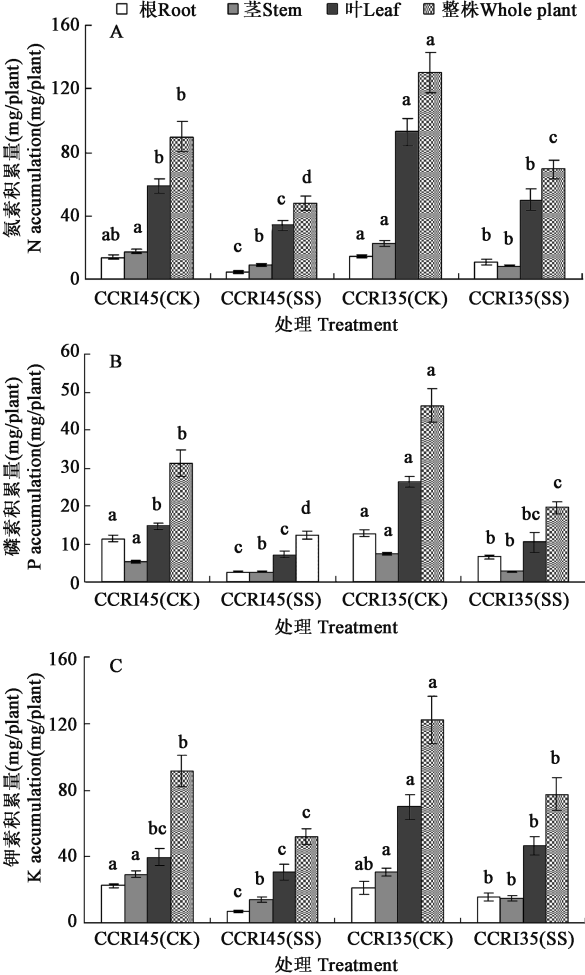 根Root 茎Stem 叶Leaf 整株Whole plant
A
氮素积累量(mg/plant)
N accumulation(mg/plant)
160
120
80
40
0
ab a b b
c b c d
a a a a
b b b c
CCRI45(CK) CCRI45(SS) CCRI35(CK) CCRI35(SS)
处理 Treatment
B
磷素积累量(mg/plant)
P accumulation(mg/plant)
60
50
40
30
20
10
0
a a b b
c b c d
a a a a
b b bc c
CCRI45(CK) CCRI45(SS) CCRI35(CK) CCRI35(SS)
处理 Treatment
C
钾素积累量(mg/plant)
K accumulation(mg/plant)
160
120
80
40
0
a a bc b
c b c c
ab a a a
b b b b
CCRI45(CK) CCRI45(SS) CCRI35(CK) CCRI35(SS)
处理 Treatment